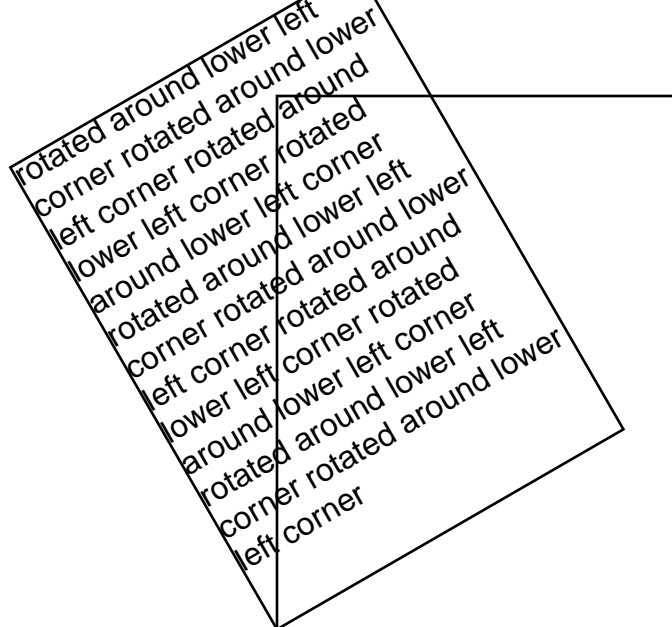 rotated around lower left
corner rotated around lower
left corner rotated around
lower left corner rotated
around lower left corner
rotated around lower left
corner rotated around lower
left corner rotated around
lower left corner rotated
around lower left corner
rotated around lower left
corner rotated around lower
left corner